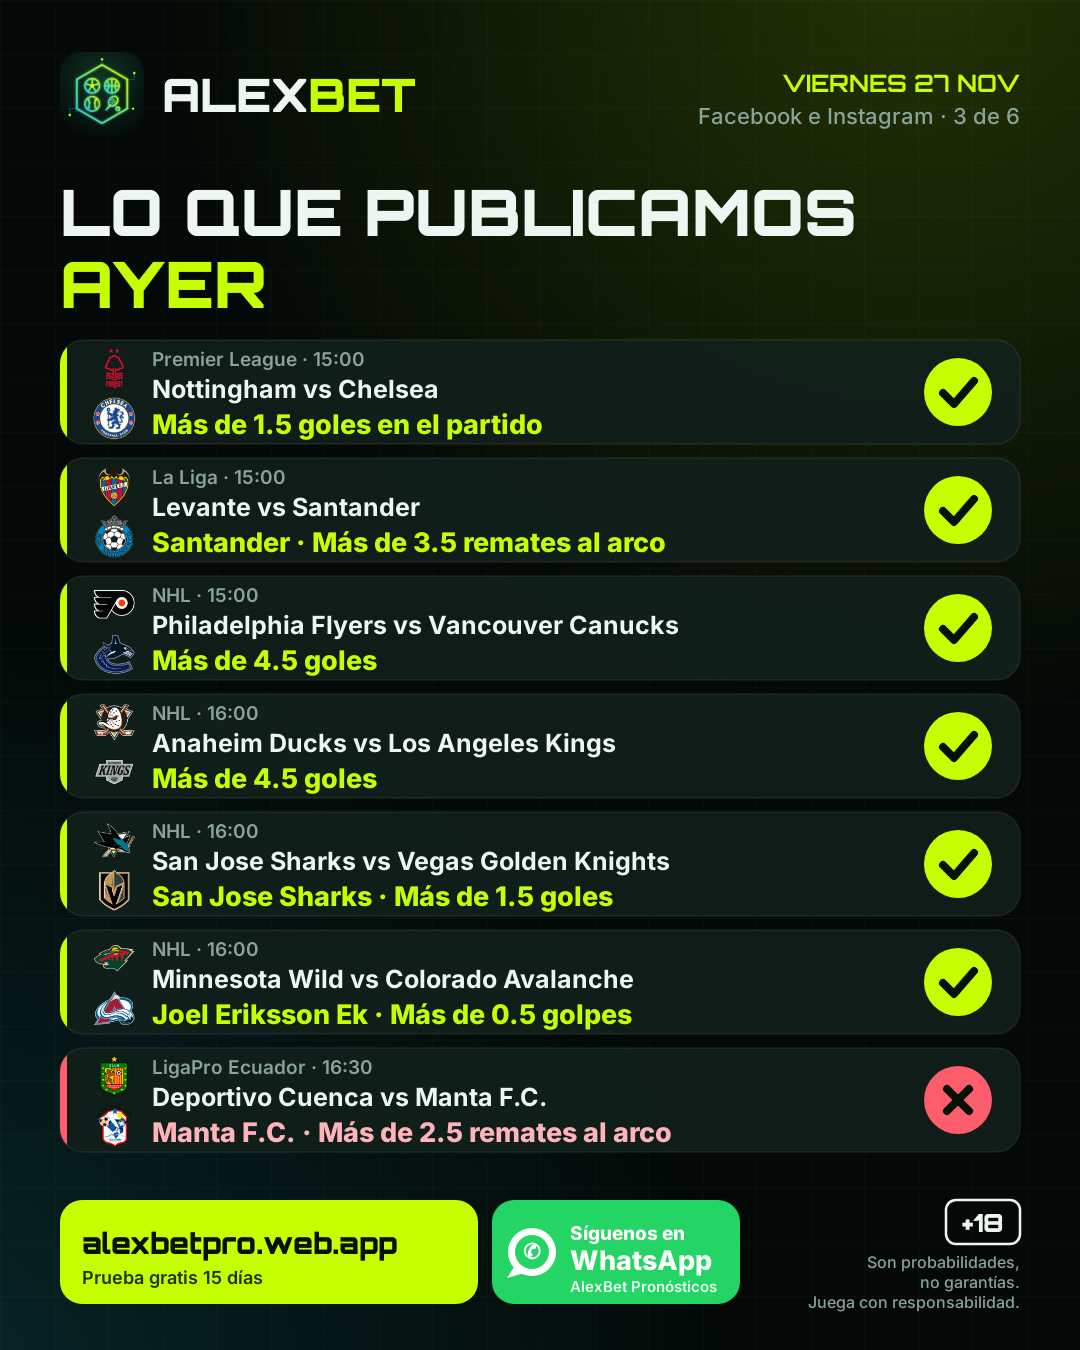 ALEXBET
VIERNES 27 NOV
Facebook e Instagram · 3 de 6
LO QUE PUBLICAMOS
AYER
Premier League · 15:00
Nottingham vs Chelsea
Más de 1.5 goles en el partido
La Liga · 15:00
Levante vs Santander
Santander · Más de 3.5 remates al arco
NHL · 15:00
Philadelphia Flyers vs Vancouver Canucks
Más de 4.5 goles
NHL · 16:00
Anaheim Ducks vs Los Angeles Kings
Más de 4.5 goles
NHL · 16:00
San Jose Sharks vs Vegas Golden Knights
San Jose Sharks · Más de 1.5 goles
NHL · 16:00
Minnesota Wild vs Colorado Avalanche
Joel Eriksson Ek · Más de 0.5 golpes
LigaPro Ecuador · 16:30
Deportivo Cuenca vs Manta F.C.
Manta F.C. · Más de 2.5 remates al arco
alexbetpro.web.app
Prueba gratis 15 días
Síguenos en
WhatsApp
AlexBet Pronósticos
+18
Son probabilidades,
no garantías.
Juega con responsabilidad.